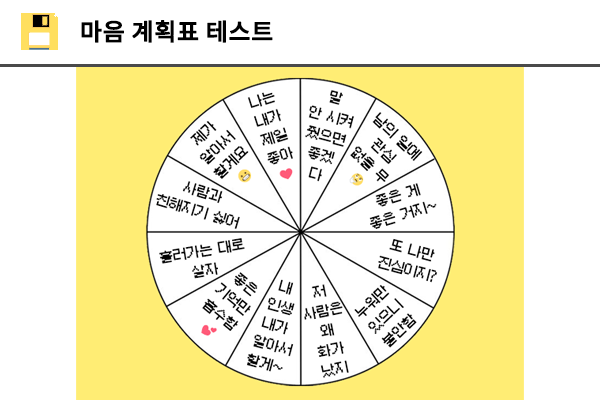 마음 계획표 테스트
말
안 시켜
줬으면
좋겠
다
남의 일에
관심
없을 무
좋은 게
좋은 거지~
또 나만
진심이지?
누워만
있으니
불안함
저
사람은
왜
화가
났지
내
인생
내가
알아서
할게~
좋은
기억만
흡수함
흘러가는 대로
살자
사람과
친해지기 싫어
제가
알아서
할게요
나는
내가
제일
좋아